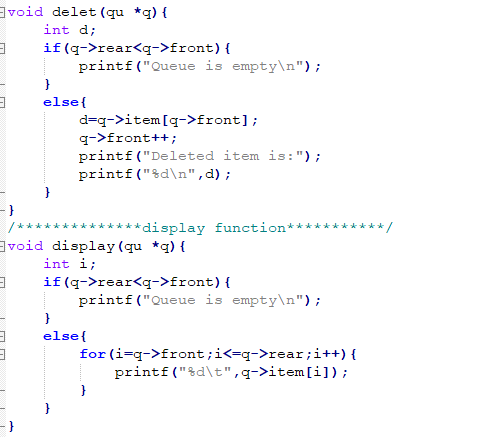 void delet(qu *q){
    int d;
    if(q->rear<q->front){
        printf("Queue is empty\n");
    }
    else{
        d=q->item[q->front];
        q->front++;
        printf("Deleted item is:");
        printf("%d\n",d);
    }
}
/**************display function***********/
void display(qu *q){
    int i;
    if(q->rear<q->front){
        printf("Queue is empty\n");
    }
    else{
        for(i=q->front;i<=q->rear;i++){
            printf("%d\t",q->item[i]);
        }
    }
}